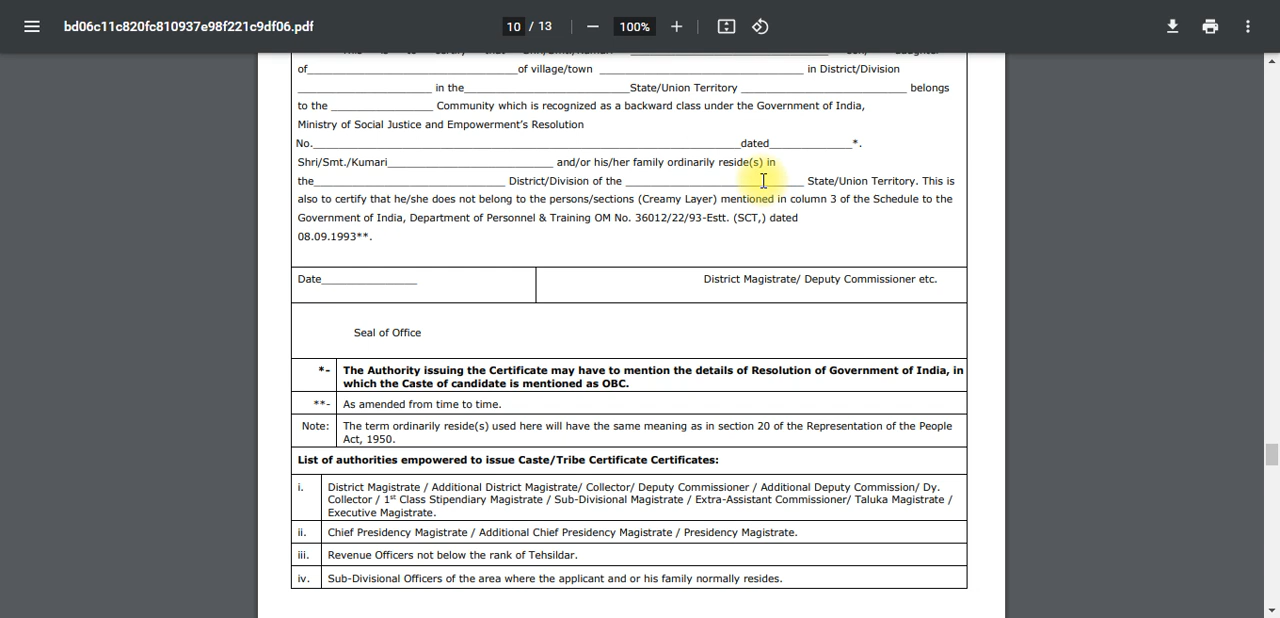 bd06c11c820fc810937e98f221c9df06.pdf
10 / 13
100%
of____________________of village/town ____________________ in District/Division
____________________ in the____________________State/Union Territory ____________________ belongs
to the ____________________ Community which is recognized as a backward class under the Government of India,
Ministry of Social Justice and Empowerment's Resolution
No.____________________dated____________________*.
Shri/Smt./Kumari____________________ and/or his/her family ordinarily reside(s) in
the____________________ District/Division of the ____________________ State/Union Territory. This is
also to certify that he/she does not belong to the persons/sections (Creamy Layer) mentioned in column 3 of the Schedule to the
Government of India, Department of Personnel & Training OM No. 36012/22/93-Estt. (SCT,) dated
08.09.1993**.
Date____________________
District Magistrate/ Deputy Commissioner etc.
Seal of Office
*- The Authority issuing the Certificate may have to mention the details of Resolution of Government of India, in
which the Caste of candidate is mentioned as OBC.
**- As amended from time to time.
Note: The term ordinarily reside(s) used here will have the same meaning as in section 20 of the Representation of the People
Act, 1950.
List of authorities empowered to issue Caste/Tribe Certificate Certificates:
i. District Magistrate / Additional District Magistrate/ Collector/ Deputy Commissioner / Additional Deputy Commission/ Dy.
Collector / 1st Class Stipendiary Magistrate / Sub-Divisional Magistrate / Extra-Assistant Commissioner/ Taluka Magistrate /
Executive Magistrate.
ii. Chief Presidency Magistrate / Additional Chief Presidency Magistrate / Presidency Magistrate.
iii. Revenue Officers not below the rank of Tehsildar.
iv. Sub-Divisional Officers of the area where the applicant and or his family normally resides.